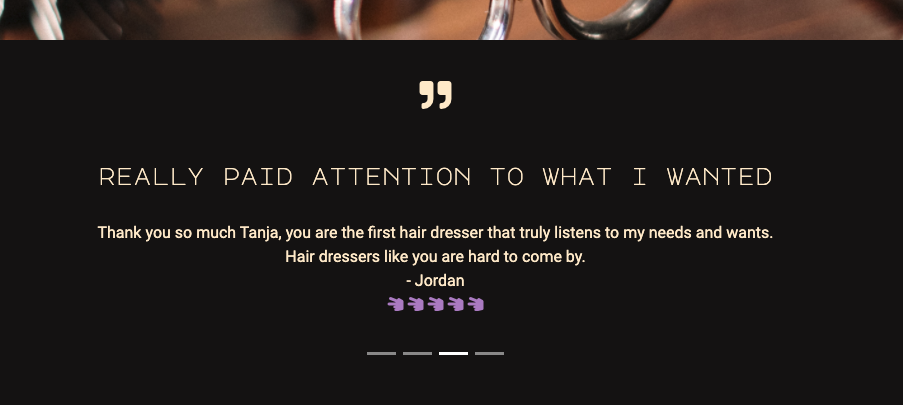 ”
REALLY PAID ATTENTION TO WHAT I WANTED
Thank you so much Tanja, you are the first hair dresser that truly listens to my needs and wants.
Hair dressers like you are hard to come by.
- Jordan